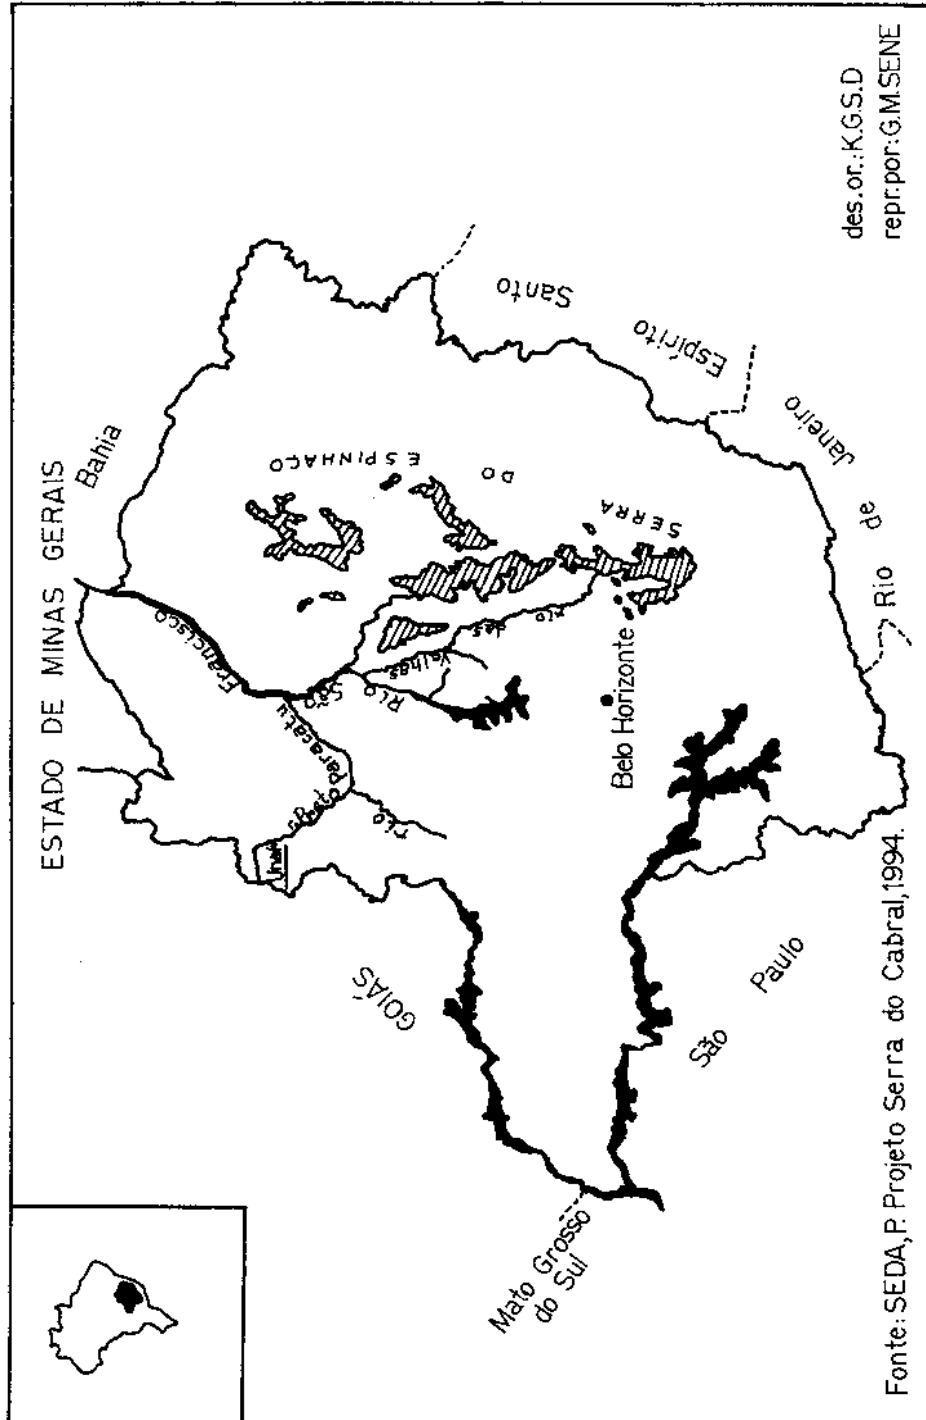 ESTADO DE MINAS GERAIS
Bahia
Francisco
São
Rio
Paracatu
r. Preto
Unaí
rio
Velhas
das
rio
ESPINHAÇO
DO
SERRA
Belo Horizonte
Santo
Espírito
Janeiro
de
Rio
GOIÁS
São
Paulo
Mato Grosso
do Sul
des.or.:K.G.S.D
repr.por:G.M.SENE
Fonte: SEDA, P. Projeto Serra do Cabral,1994.